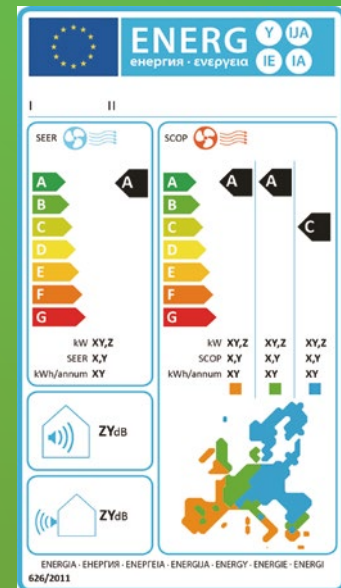 ENERG Y IJA
енергия · ενεργεια IE IA
I II
SEER
A A
B
C
D
E
F
G
kW XY,Z
SEER X,Y
kWh/annum XY
SCOP
A A A
B
C C
D
E
F
G
kW XY,Z XY,Z XY,Z
SCOP X,Y X,Y X,Y
kWh/annum XY XY XY
ZYdB
ZYdB
ENERGIA · ЕНЕРГИЯ · ΕΝΕΡΓΕΙΑ · ENERGIJA · ENERGY · ENERGIE · ENERGI
626/2011